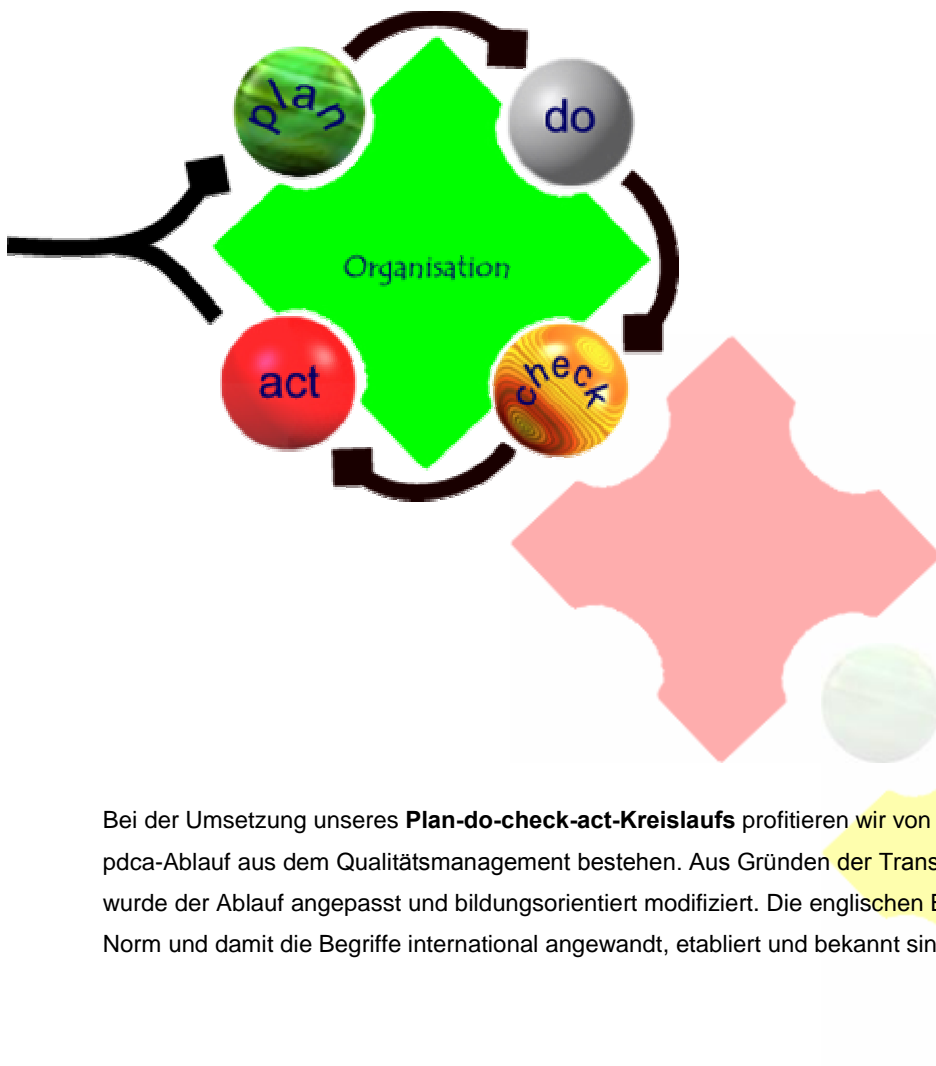 plan
do
Organisation
act
check
Bei der Umsetzung unseres Plan-do-check-act-Kreislaufs profitieren wir von
pdca-Ablauf aus dem Qualitätsmanagement bestehen. Aus Gründen der Trans
wurde der Ablauf angepasst und bildungsorientiert modifiziert. Die englischen
Norm und damit die Begriffe international angewandt, etabliert und bekannt sin